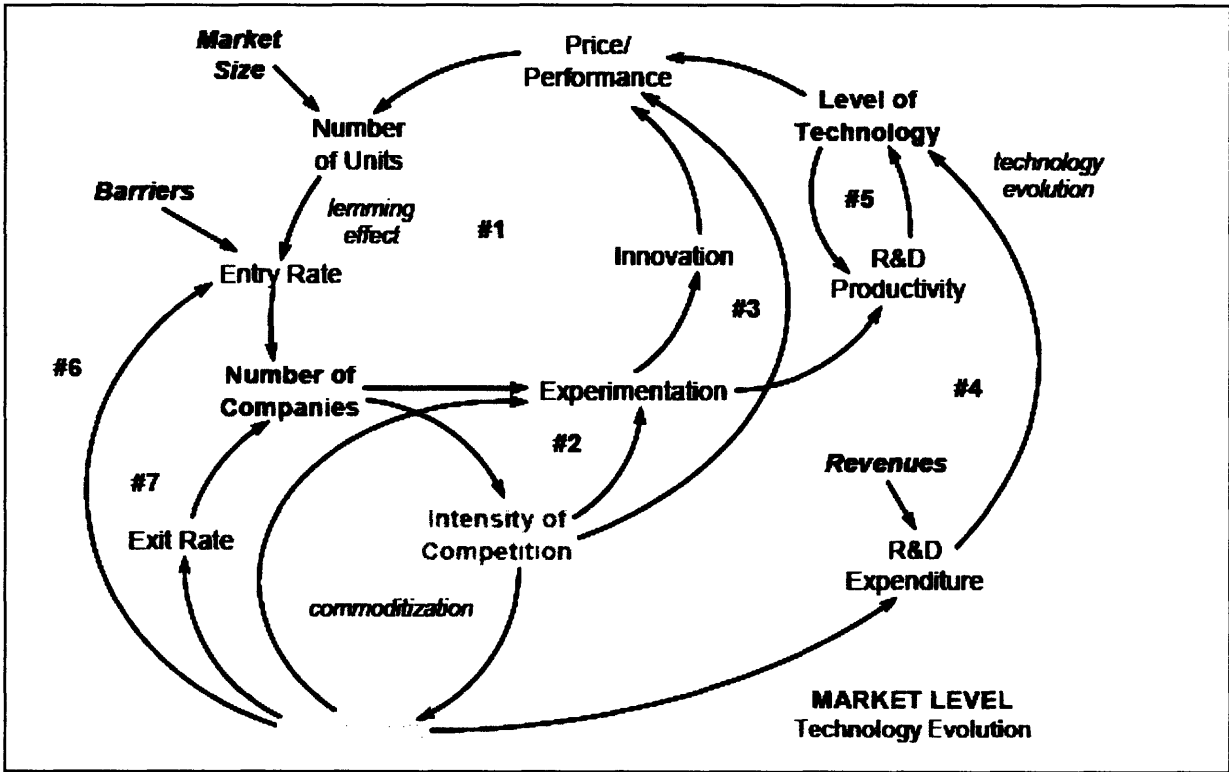 Market
Size
Price/
Performance
Level of
Technology
Number
of Units
technology
evolution
Barriers
lemming
effect
#1
#5
Innovation
R&D
Productivity
Entry Rate
#3
#6
Number of
Companies
Experimentation
#4
#2
Revenues
#7
Intensity of
Competition
Exit Rate
R&D
Expenditure
commoditization
MARKET LEVEL
Technology Evolution